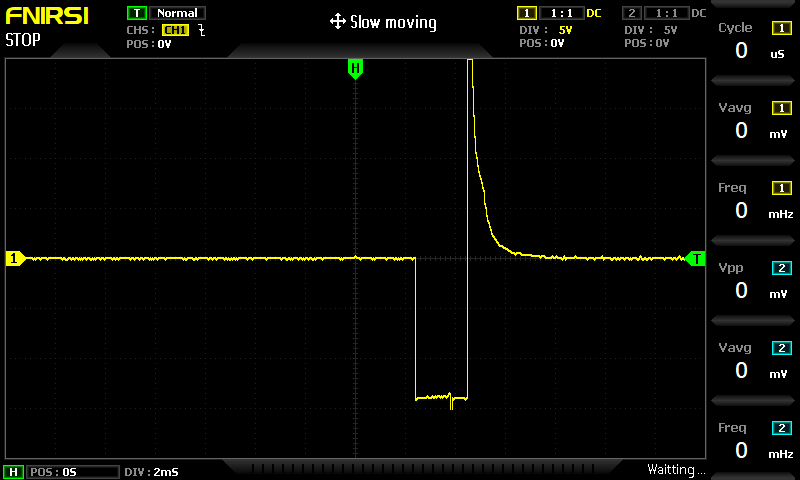 FNIRSI
STOP
T Normal
CHS: CH1
POS: 0V
Slow moving
1 1:1 DC
DIV: 5V
POS: 0V
2 1:1 DC
DIV: 5V
POS: 0V
H
1
T
Cycle 1
0 uS
Vavg 1
0 mV
Freq 1
0 mHz
Vpp 2
0 mV
Vavg 2
0 mV
Freq 2
0 mHz
H POS: 0S DIV: 2mS
Waitting...